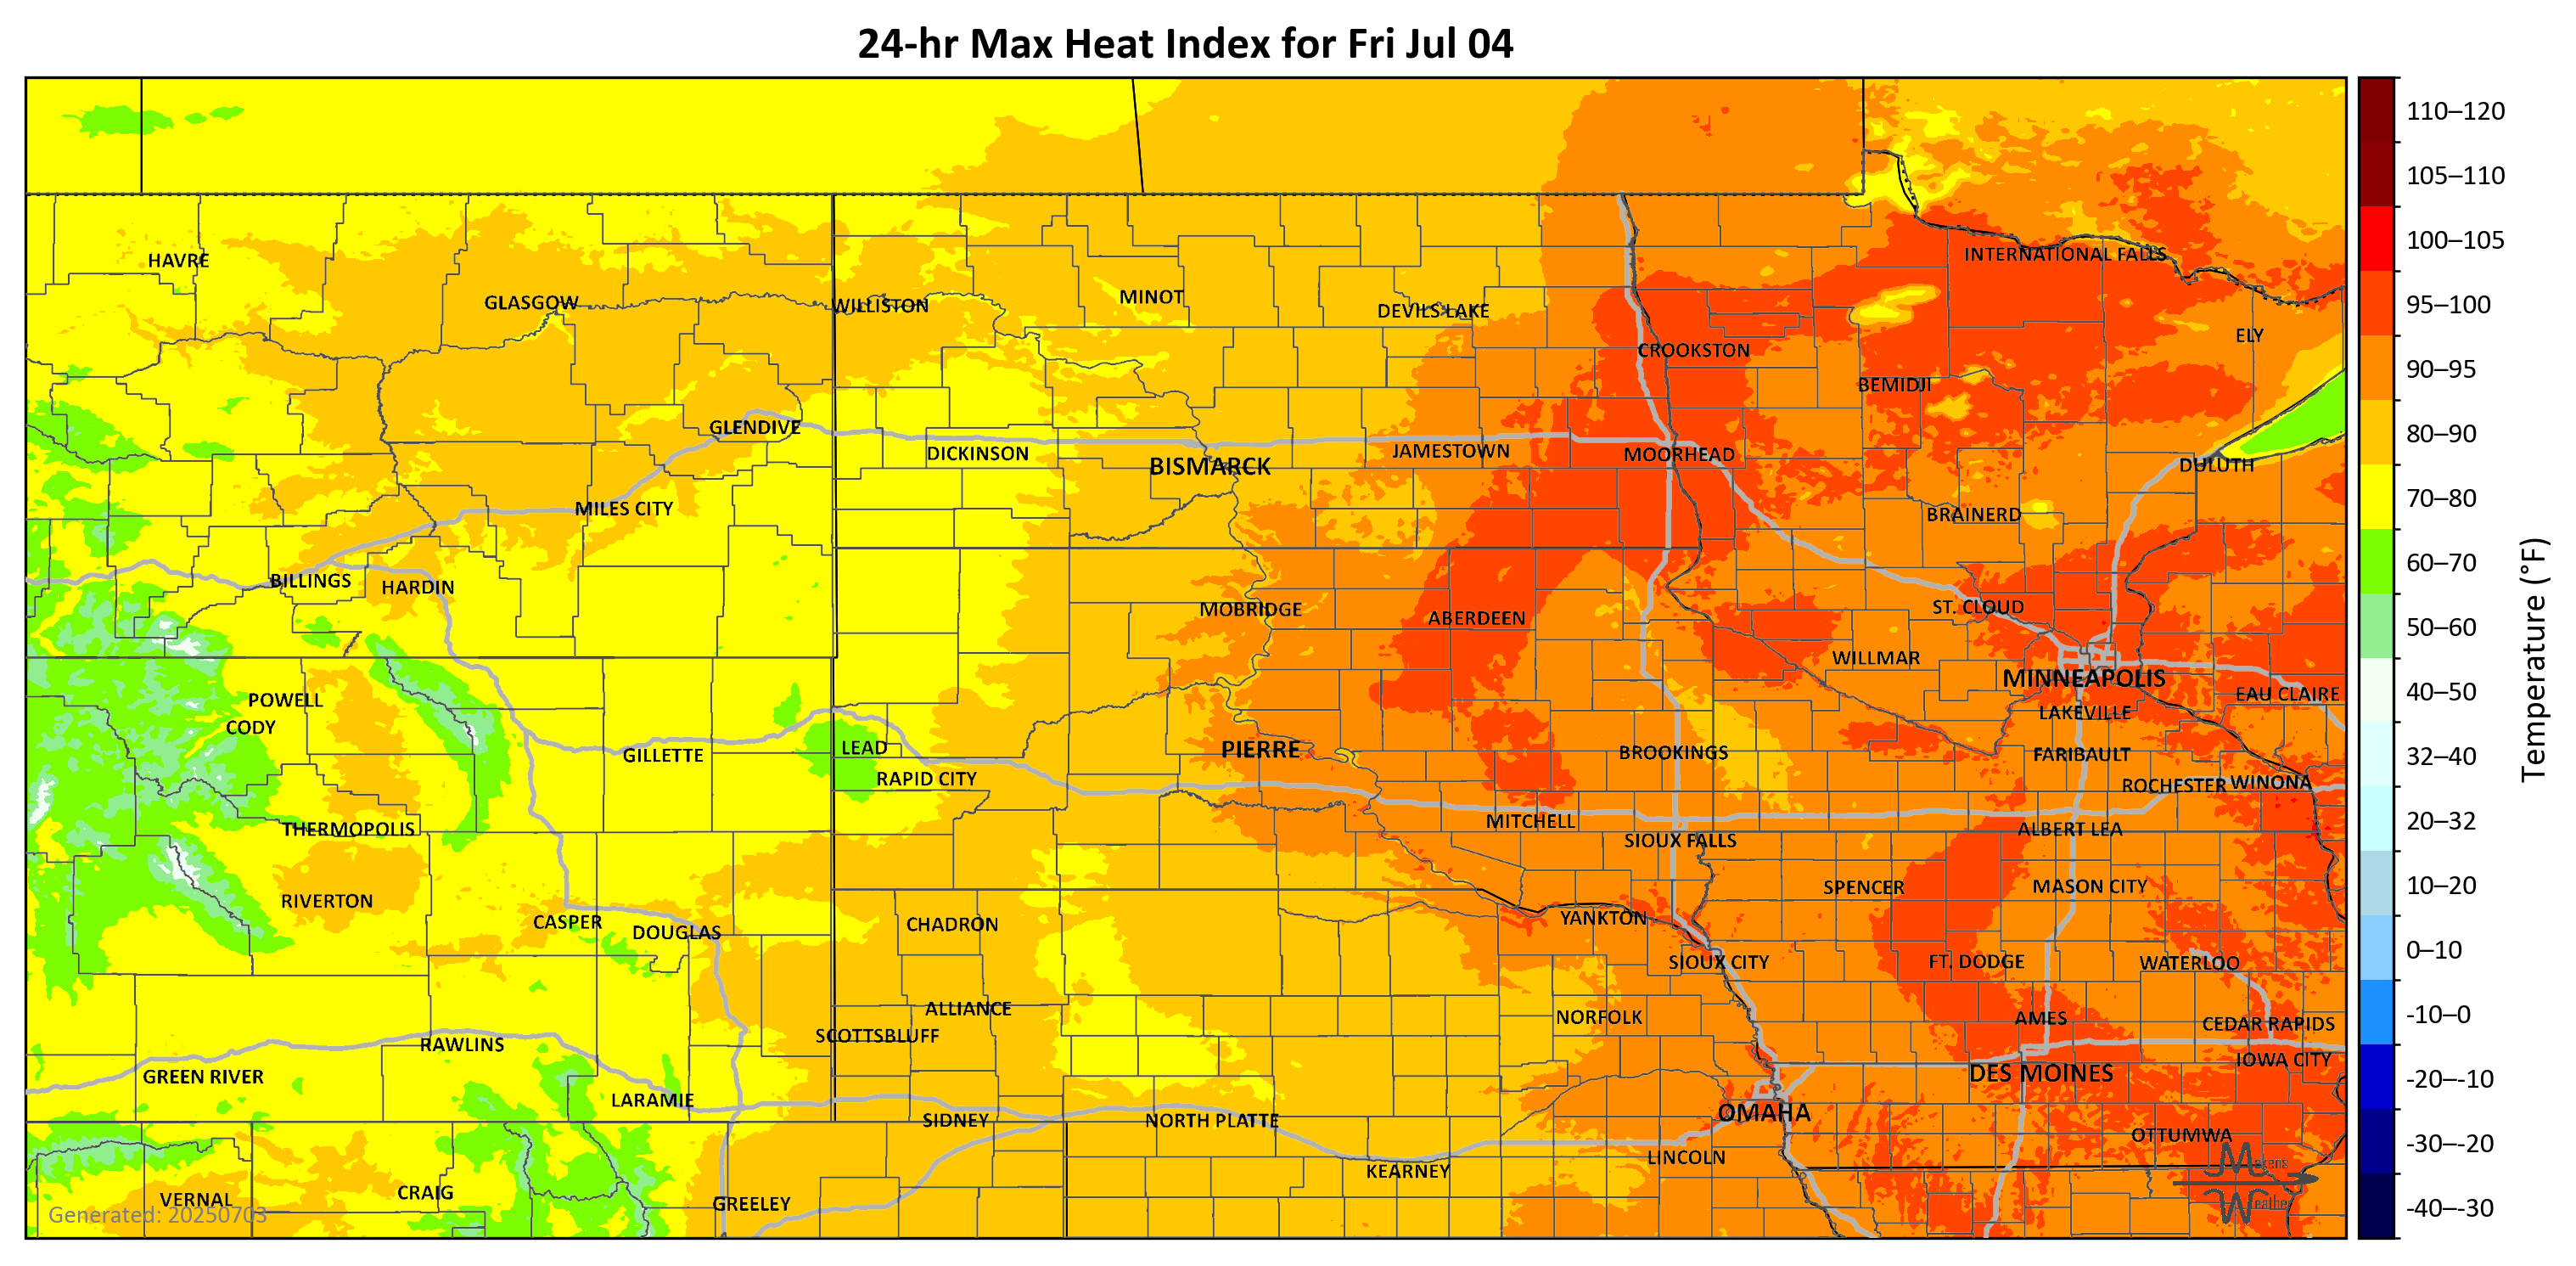 24-hr Max Heat Index for Fri Jul 04
110–120
105–110
HAVRE
INTERNATIONAL FALLS
100–105
GLASGOW
WILLISTON
MINOT
DEVILS LAKE
95–100
ELY
CROOKSTON
90–95
BEMIDJI
GLENDIVE
80–90
DICKINSON
BISMARCK
JAMESTOWN
MOORHEAD
DULUTH
MILES CITY
BRAINERD
70–80
BILLINGS
HARDIN
60–70
MOBRIDGE
ABERDEEN
ST. CLOUD
50–60
WILLMAR
MINNEAPOLIS
POWELL
EAU CLAIRE
40–50
CODY
LAKEVILLE
GILLETTE
LEAD
PIERRE
BROOKINGS
FARIBAULT
32–40
RAPID CITY
ROCHESTER
WINONA
THERMOPOLIS
MITCHELL
ALBERT LEA
20–32
SIOUX FALLS
RIVERTON
SPENCER
MASON CITY
10–20
CASPER
DOUGLAS
CHADRON
YANKTON
SIOUX CITY
FT. DODGE
WATERLOO
0–10
ALLIANCE
NORFOLK
AMES
CEDAR RAPIDS
-10–0
SCOTTSBLUFF
RAWLINS
IOWA CITY
GREEN RIVER
DES MOINES
-20–-10
LARAMIE
SIDNEY
NORTH PLATTE
OMAHA
OTTUMWA
-30–-20
LINCOLN
KEARNEY
Makens
Weather
VERNAL
CRAIG
GREELEY
-40–-30
Generated: 20250703
Temperature (°F)